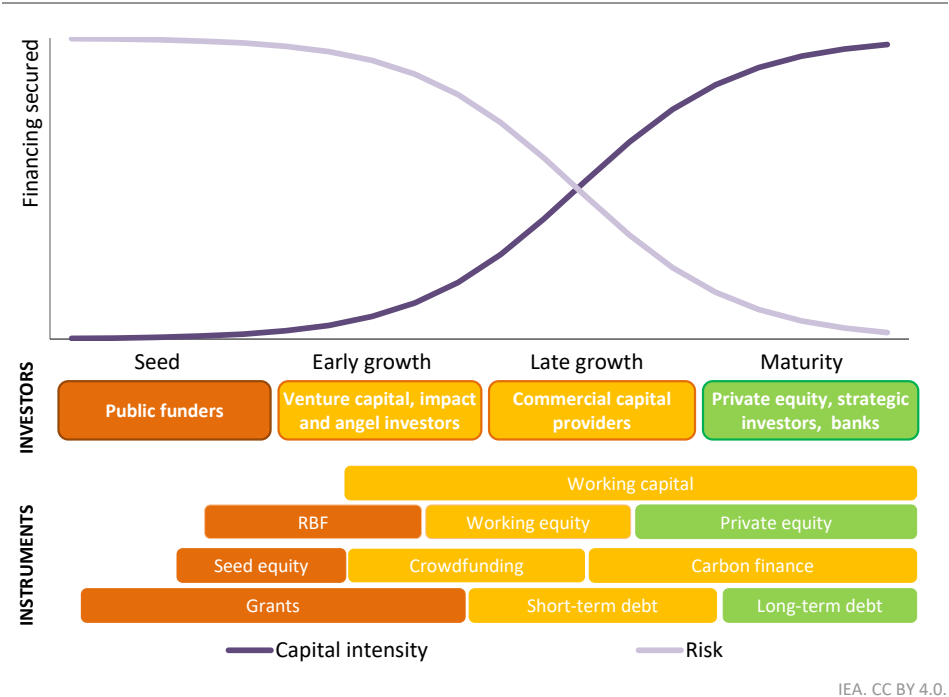 Financing secured
Seed
Early growth
Late growth
Maturity
INVESTORS
Public funders
Venture capital, impact
and angel investors
Commercial capital
providers
Private equity, strategic
investors, banks
INSTRUMENTS
Working capital
RBF
Working equity
Private equity
Seed equity
Crowdfunding
Carbon finance
Grants
Short-term debt
Long-term debt
Capital intensity
Risk
IEA. CC BY 4.0.